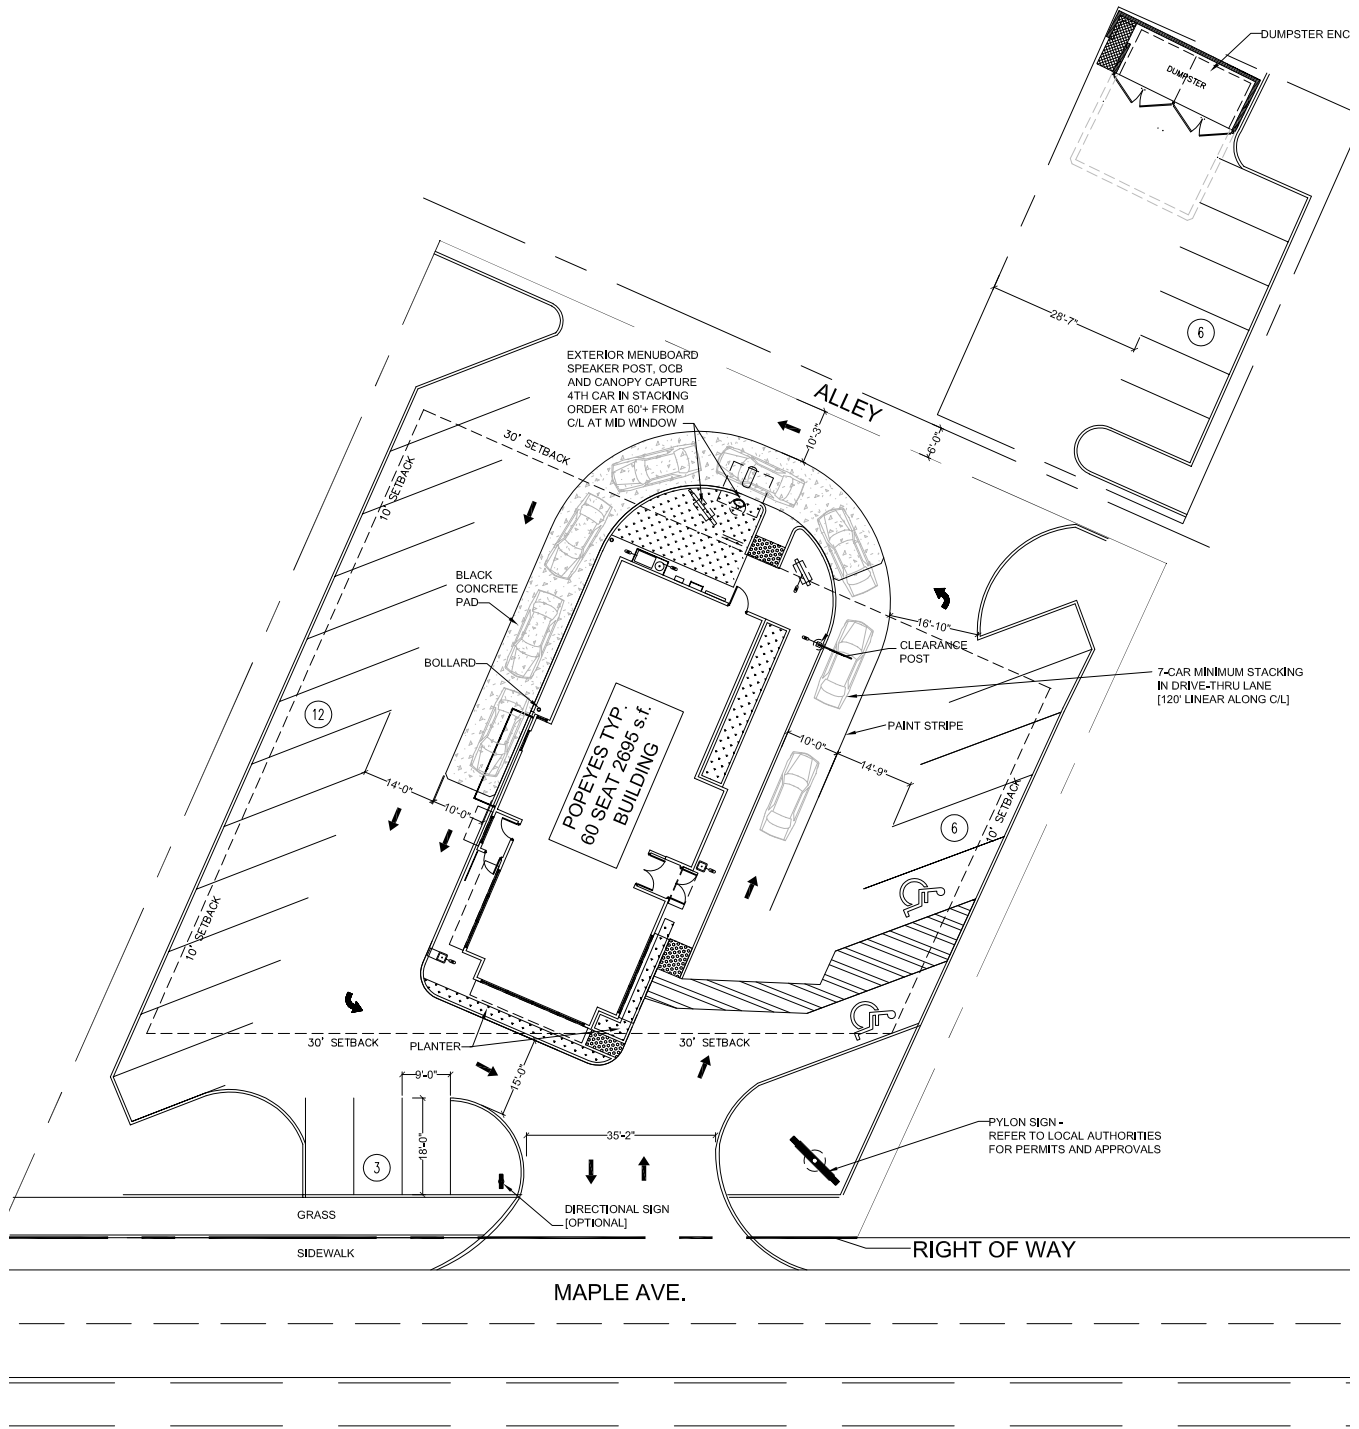 DUMPSTER ENC
DUMPSTER
28'-7"
6
EXTERIOR MENUBOARD
SPEAKER POST, OCB
AND CANOPY CAPTURE
4TH CAR IN STACKING
ORDER AT 60'+ FROM
C/L AT MID WINDOW
ALLEY
10'-3"
6'-0"
30' SETBACK
10' SETBACK
BLACK
CONCRETE
PAD
BOLLARD
16'-10"
CLEARANCE
POST
7-CAR MINIMUM STACKING
IN DRIVE-THRU LANE
[120' LINEAR ALONG C/L]
PAINT STRIPE
12
POPEYES TYP.
60 SEAT 2695 s.f.
BUILDING
10'-0"
14'-9"
14'-0"
10'-0"
6
10' SETBACK
10' SETBACK
30' SETBACK
PLANTER
30' SETBACK
9'-0"
15'-0"
18'-0"
3
35'-2"
PYLON SIGN -
REFER TO LOCAL AUTHORITIES
FOR PERMITS AND APPROVALS
DIRECTIONAL SIGN
[OPTIONAL]
GRASS
SIDEWALK
RIGHT OF WAY
MAPLE AVE.